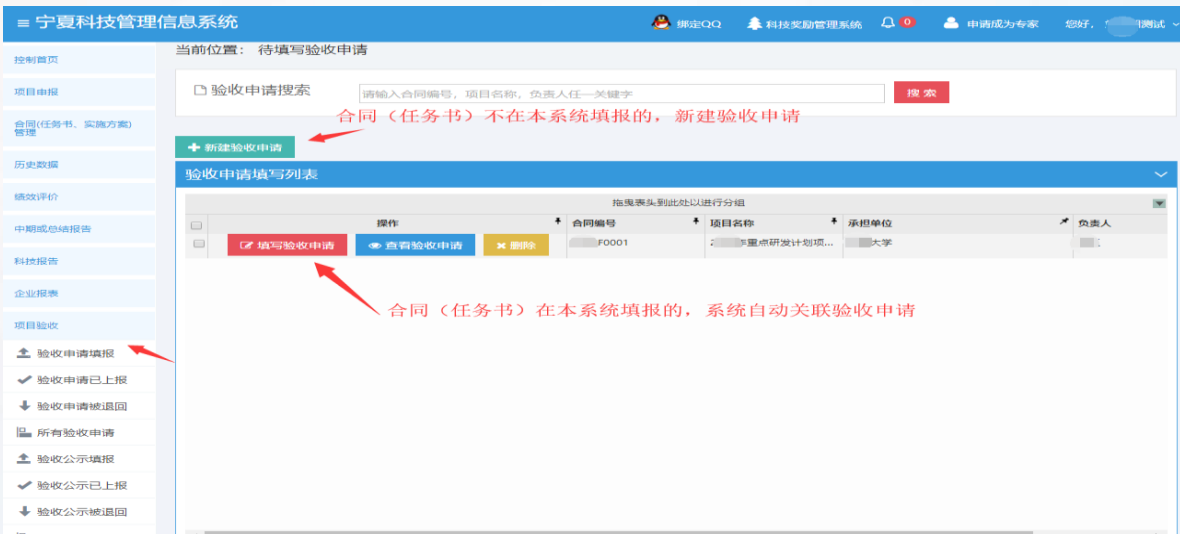 宁夏科技管理信息系统
绑定QQ
科技奖励管理系统
0
申请成为专家
您好,
测试
控制首页
项目申报
合同(任务书、实施方案)
管理
历史数据
绩效评价
中期或总结报告
科技报告
企业报表
项目验收
验收申请填报
验收申请已上报
验收申请被退回
所有验收申请
验收公示填报
验收公示已上报
验收公示被退回
当前位置: 待填写验收申请
验收申请搜索
请输入合同编号, 项目名称, 负责人任一关键字
搜索
合同（任务书）不在本系统填报的, 新建验收申请
新建验收申请
验收申请填写列表
拖曳表头到此处以进行分组
操作
合同编号
项目名称
承担单位
负责人
填写验收申请
查看验收申请
删除
F0001
重点研发计划项...
大学
合同（任务书）在本系统填报的, 系统自动关联验收申请